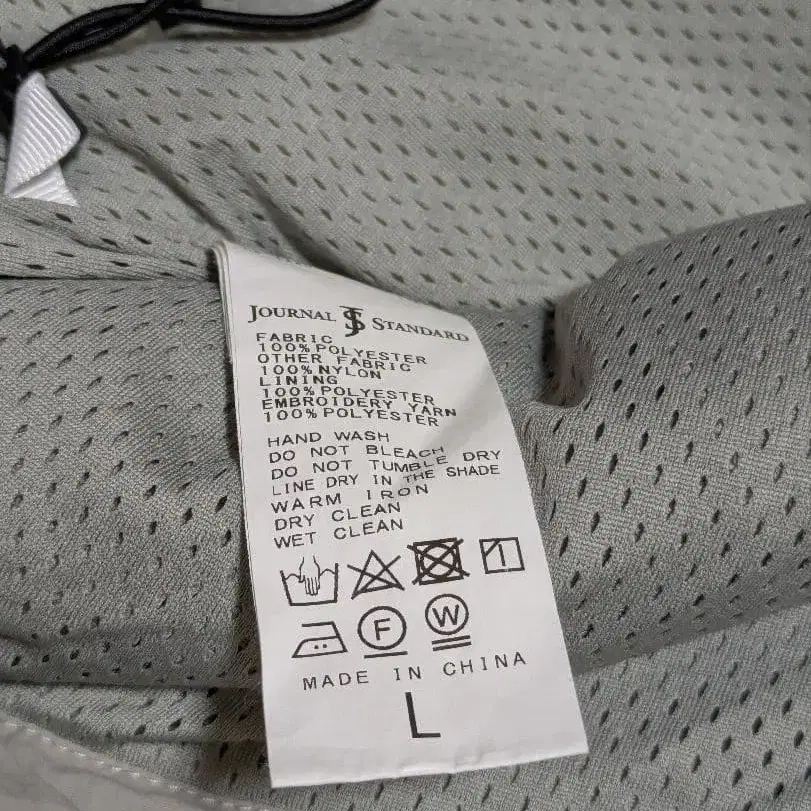 JOURNAL JS STANDARD
FABRIC
100%POLYESTER
OTHER FABRIC
100%NYLON
LINING
100%POLYESTER
EMBROIDERY YARN
100%POLYESTER
HAND WASH
DO NOT BLEACH
DO NOT TUMBLE DRY
LINE DRY IN THE SHADE
WARM IRON
DRY CLEAN
WET CLEAN
F W
MADE IN CHINA
L